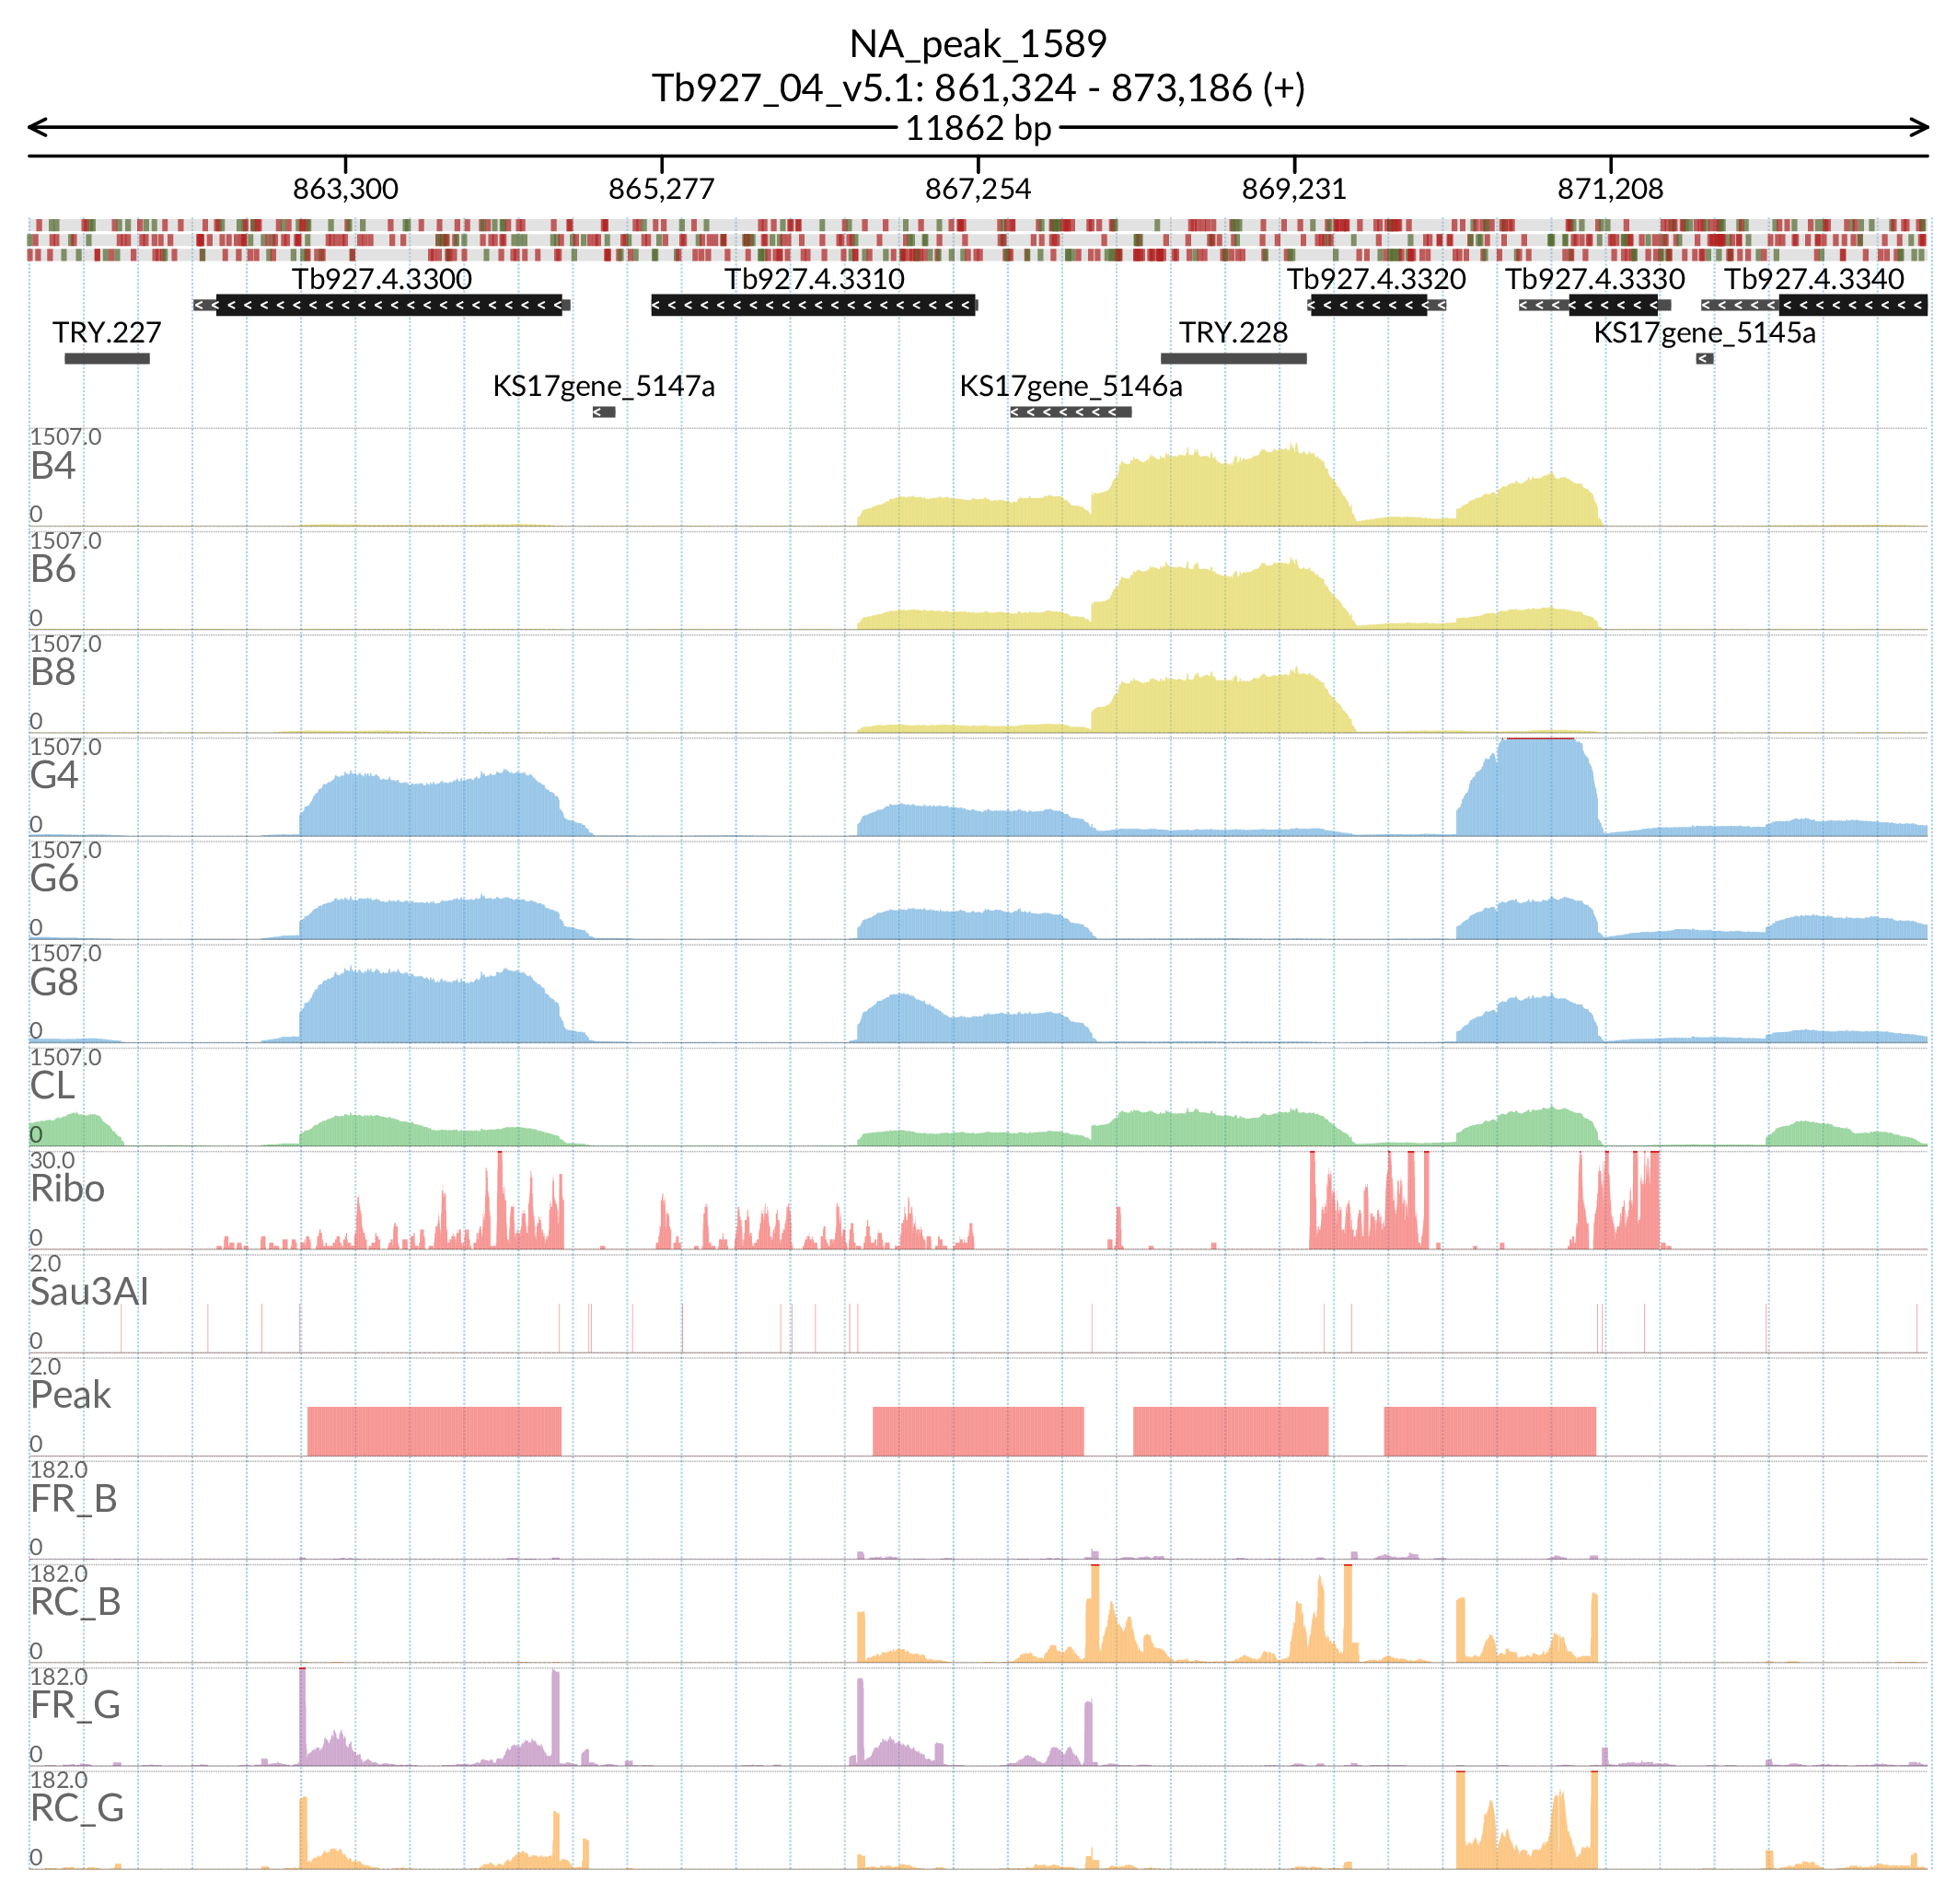 NA_peak_1589
Tb927_04_v5.1: 861,324 - 873,186 (+)
11862 bp
863,300 865,277 867,254 869,231 871,208
Tb927.4.3300 Tb927.4.3310 Tb927.4.3320 Tb927.4.3330 Tb927.4.3340
TRY.227 TRY.228 KS17gene_5145a
KS17gene_5147a KS17gene_5146a
1507.0
B4
0
1507.0
B6
0
1507.0
B8
0
1507.0
G4
0
1507.0
G6
0
1507.0
G8
0
1507.0
CL
0
30.0
Ribo
0
2.0
Sau3AI
0
2.0
Peak
0
182.0
FR_B
0
182.0
RC_B
0
182.0
FR_G
0
182.0
RC_G
0